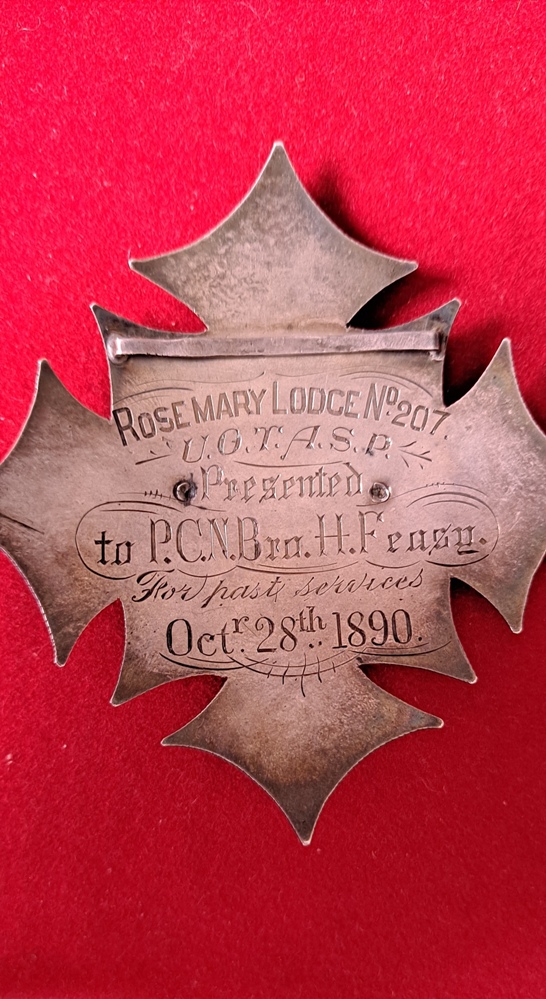 ROSEMARY LODGE No 207.
U.O.T.A.S.P.
Presented
to P.C.N.Bro.H.Feasy.
For past services
Octr. 28th. 1890.